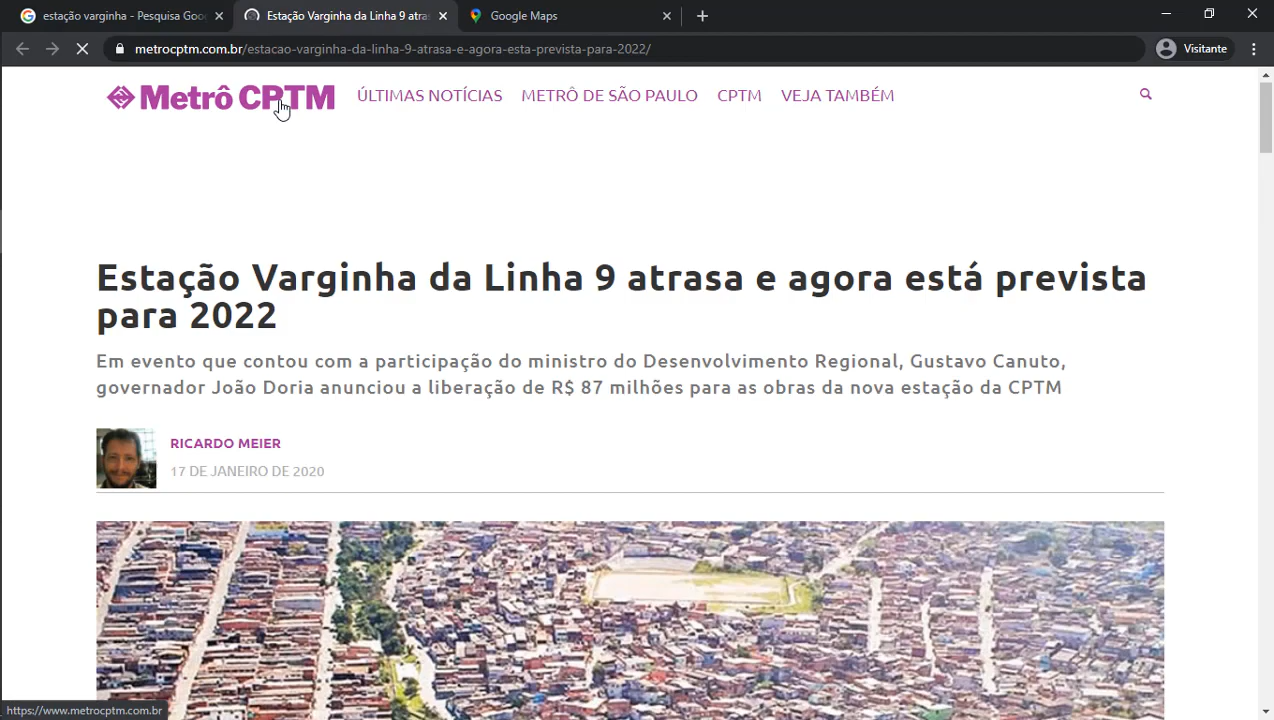 estação varginha - Pesquisa Goo
Estação Varginha da Linha 9 atras
Google Maps
metrocptm.com.br/estacao-varginha-da-linha-9-atrasa-e-agora-esta-prevista-para-2022/
Visitante
Metrô CPTM
ÚLTIMAS NOTÍCIAS
METRÔ DE SÃO PAULO
CPTM
VEJA TAMBÉM
Estação Varginha da Linha 9 atrasa e agora está prevista
para 2022
Em evento que contou com a participação do ministro do Desenvolvimento Regional, Gustavo Canuto,
governador João Doria anunciou a liberação de R$ 87 milhões para as obras da nova estação da CPTM
RICARDO MEIER
17 DE JANEIRO DE 2020
https://www.metrocptm.com.br